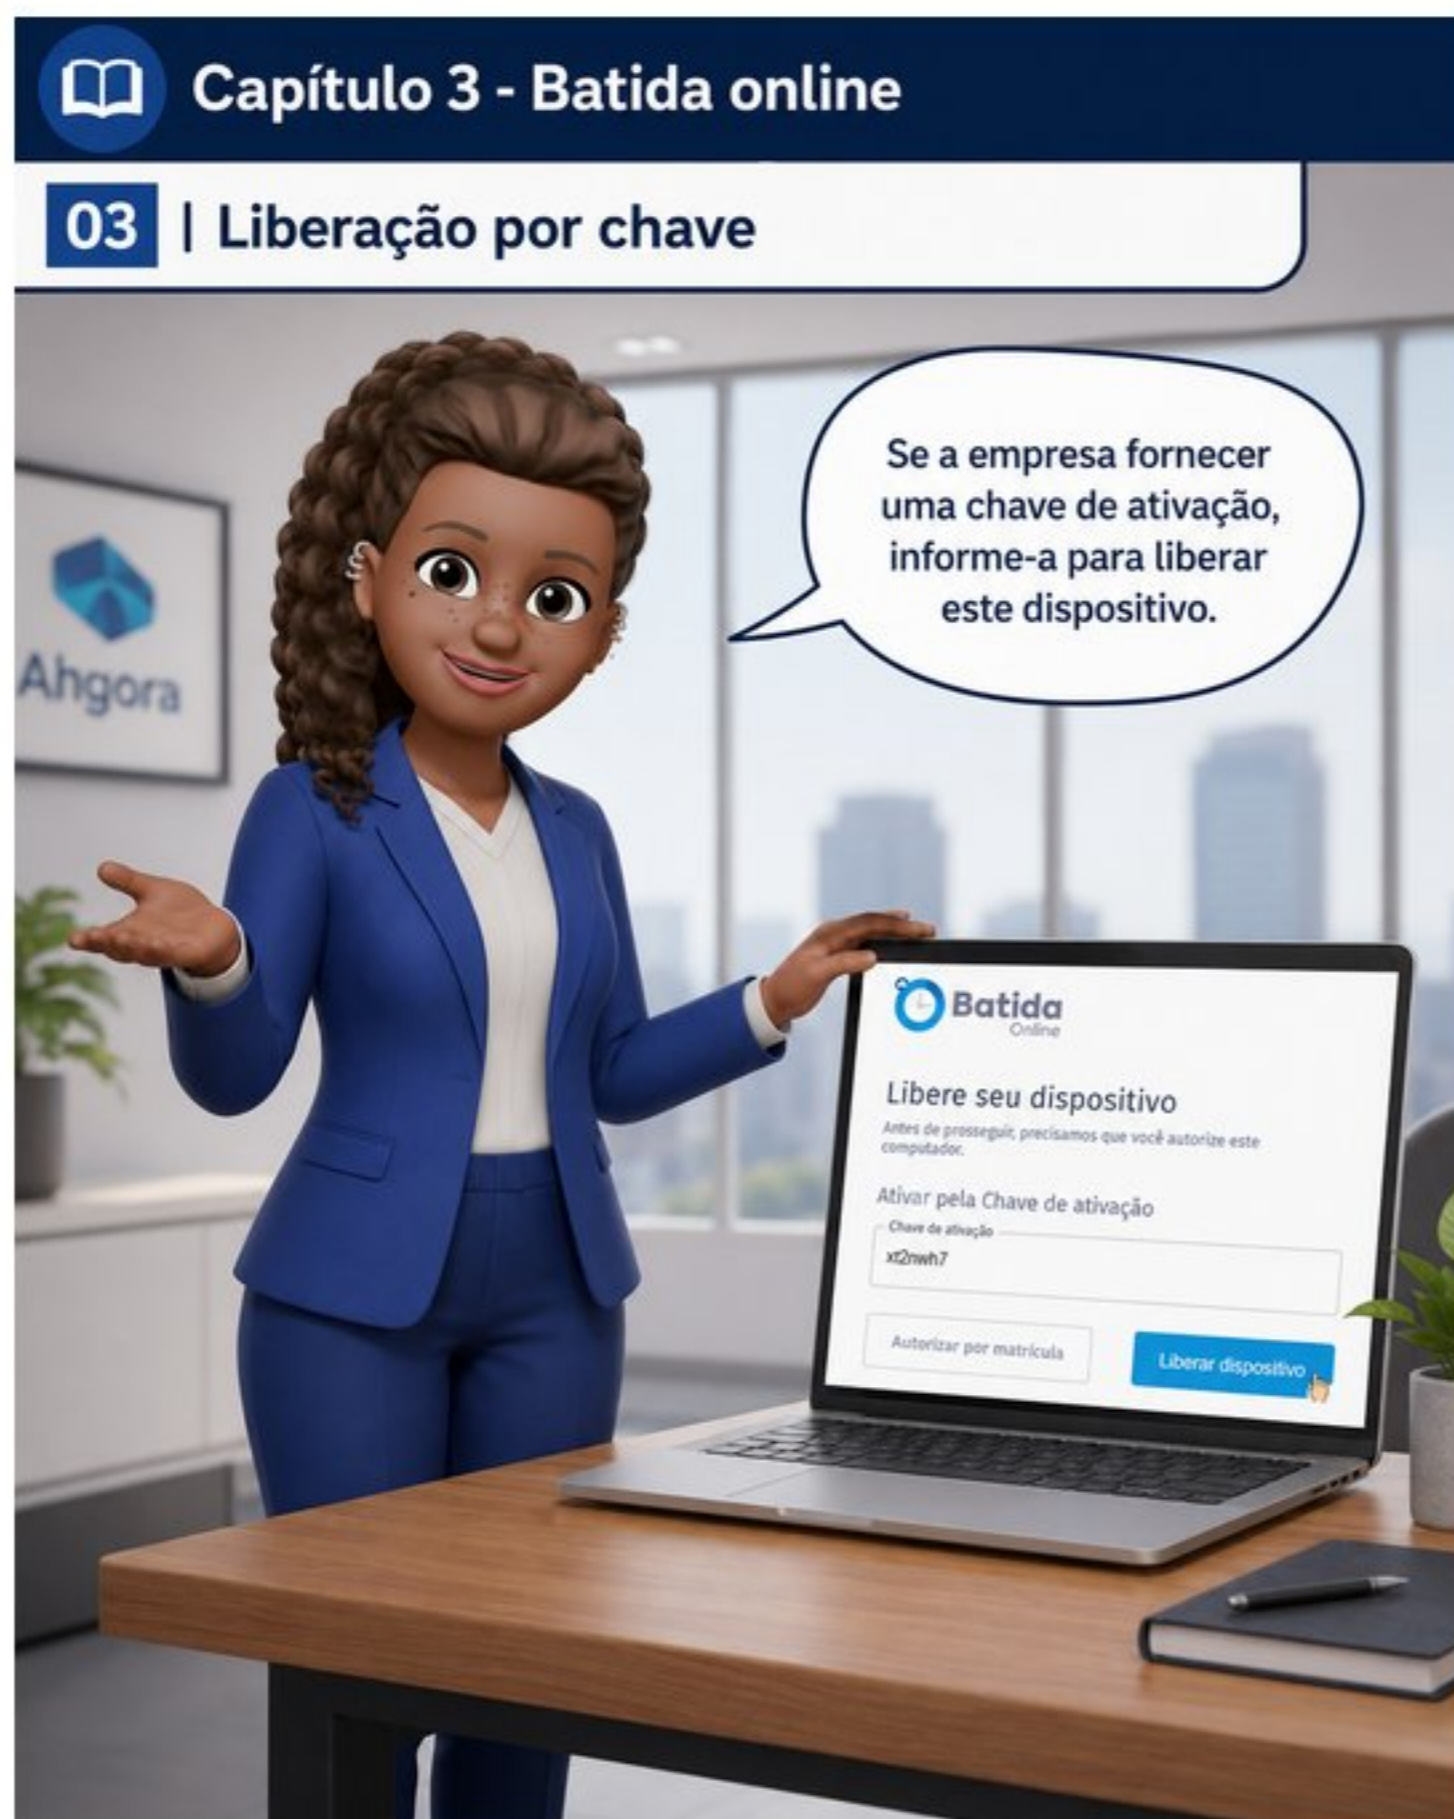 Capítulo 3 - Batida online
03 | Liberação por chave
Se a empresa fornecer
uma chave de ativação,
informe-a para liberar
este dispositivo.
Ahgora
Batida
Online
Libere seu dispositivo
Antes de prosseguir, precisamos que você autorize este
computador.
Ativar pela Chave de ativação
Chave de ativação
xt2nwh7
Autorizar por matrícula
Liberar dispositivo